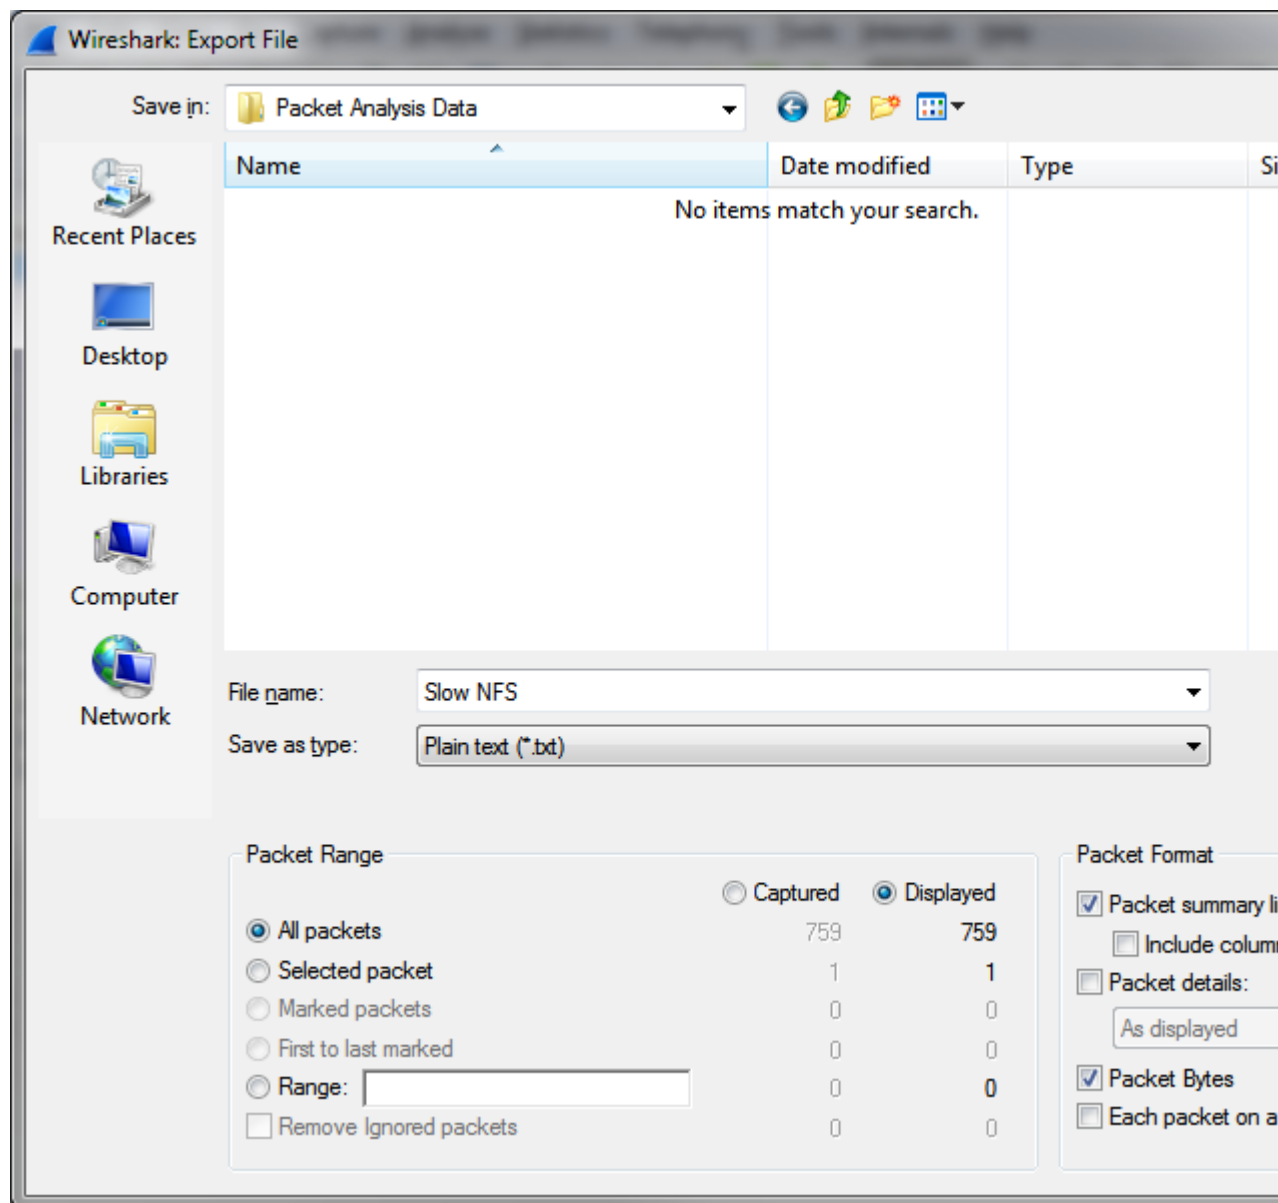 Wireshark: Export File
Save in: Packet Analysis Data
Name Date modified Type Si
No items match your search.
Recent Places
Desktop
Libraries
Computer
Network
File name: Slow NFS
Save as type: Plain text (*.txt)
Packet Range
Captured Displayed
All packets 759 759
Selected packet 1 1
Marked packets 0 0
First to last marked 0 0
Range: 0 0
Remove Ignored packets 0 0
Packet Format
Packet summary li
Include colum
Packet details:
As displayed
Packet Bytes
Each packet on a